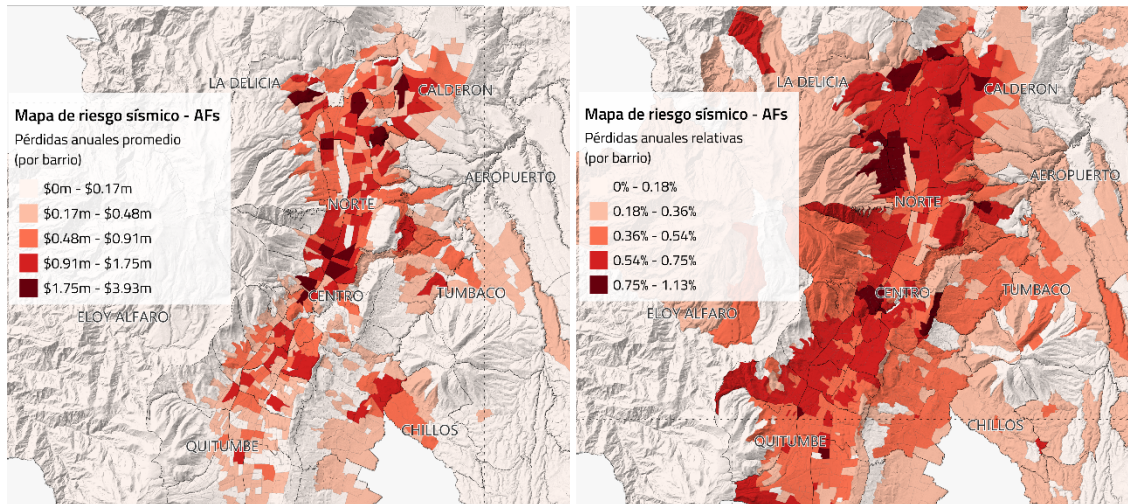 LA DELICIA
CALDERON
Mapa de riesgo sísmico - AFs
Pérdidas anuales promedio
(por barrio)
$0m - $0.17m
$0.17m - $0.48m
$0.48m - $0.91m
$0.91m - $1.75m
$1.75m - $3.93m
AEROPUERTO
NORTE
CENTRO
TUMBACO
ELOY ALFARO
CHILLOS
QUITUMBE
LA DELICIA
CALDERON
Mapa de riesgo sísmico - AFs
Pérdidas anuales relativas
(por barrio)
0% - 0.18%
0.18% - 0.36%
0.36% - 0.54%
0.54% - 0.75%
0.75% - 1.13%
AEROPUERTO
NORTE
CENTRO
TUMBACO
ELOY ALFARO
CHILLOS
QUITUMBE